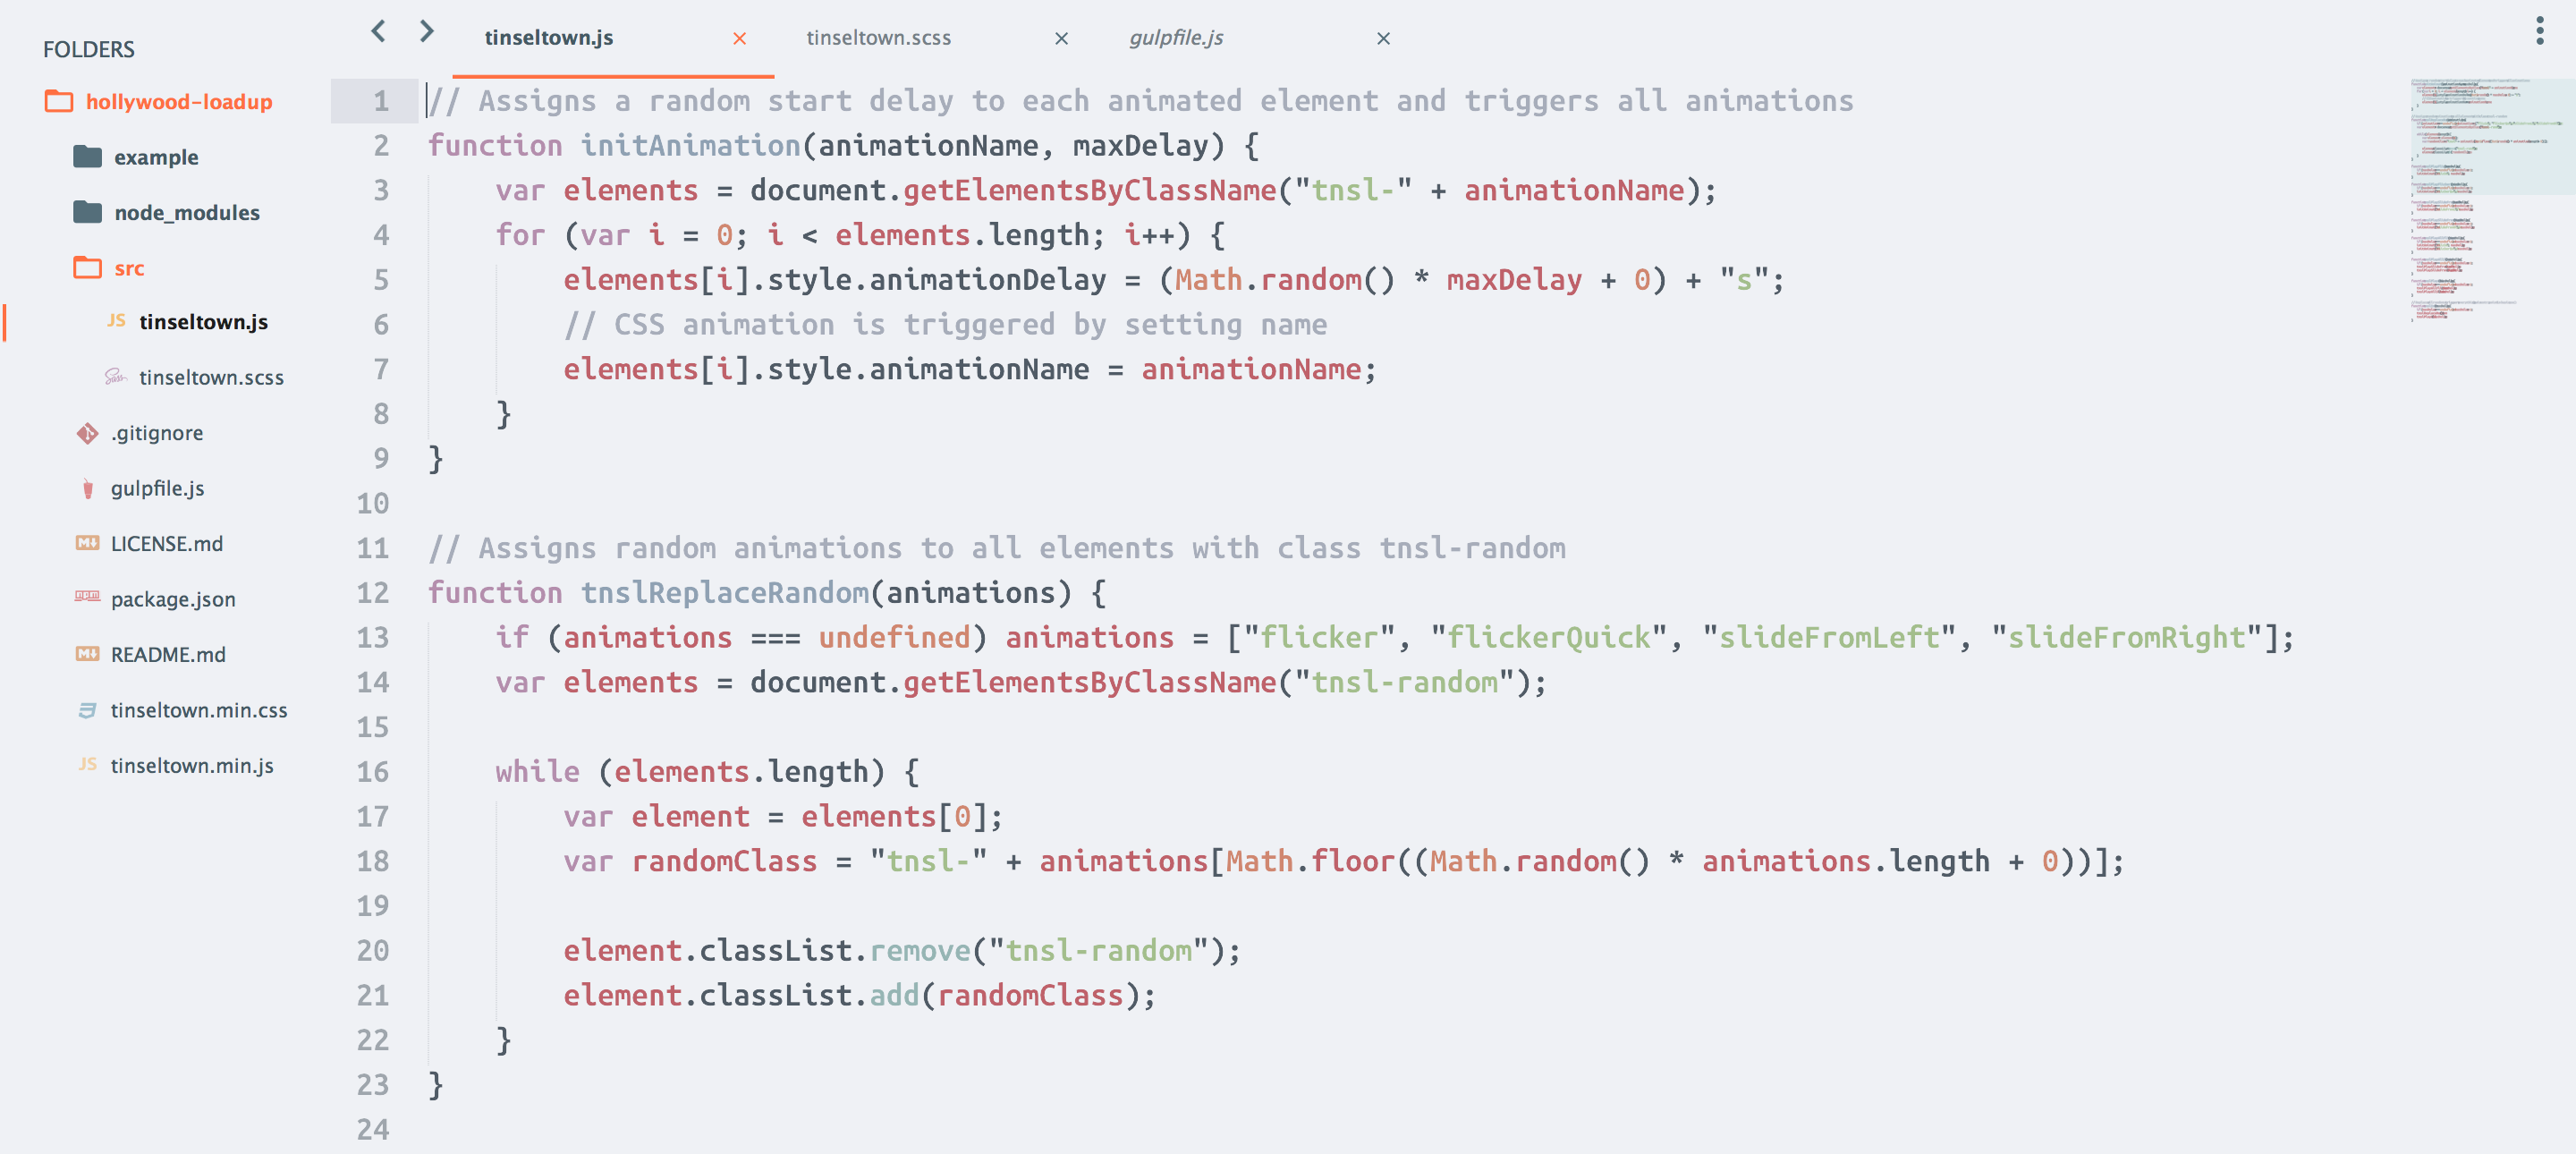 FOLDERS
hollywood-loadup
example
node_modules
src
JS tinseltown.js
tinseltown.scss
.gitignore
gulpfile.js
LICENSE.md
package.json
README.md
tinseltown.min.css
JS tinseltown.min.js
tinseltown.js × tinseltown.scss × gulpfile.js ×
1 // Assigns a random start delay to each animated element and triggers all animations
2 function initAnimation(animationName, maxDelay) {
3     var elements = document.getElementsByClassName("tnsl-" + animationName);
4     for (var i = 0; i < elements.length; i++) {
5         elements[i].style.animationDelay = (Math.random() * maxDelay + 0) + "s";
6         // CSS animation is triggered by setting name
7         elements[i].style.animationName = animationName;
8     }
9 }
10
11 // Assigns random animations to all elements with class tnsl-random
12 function tnslReplaceRandom(animations) {
13     if (animations === undefined) animations = ["flicker", "flickerQuick", "slideFromLeft", "slideFromRight"];
14     var elements = document.getElementsByClassName("tnsl-random");
15
16     while (elements.length) {
17         var element = elements[0];
18         var randomClass = "tnsl-" + animations[Math.floor((Math.random() * animations.length + 0))];
19
20         element.classList.remove("tnsl-random");
21         element.classList.add(randomClass);
22     }
23 }
24